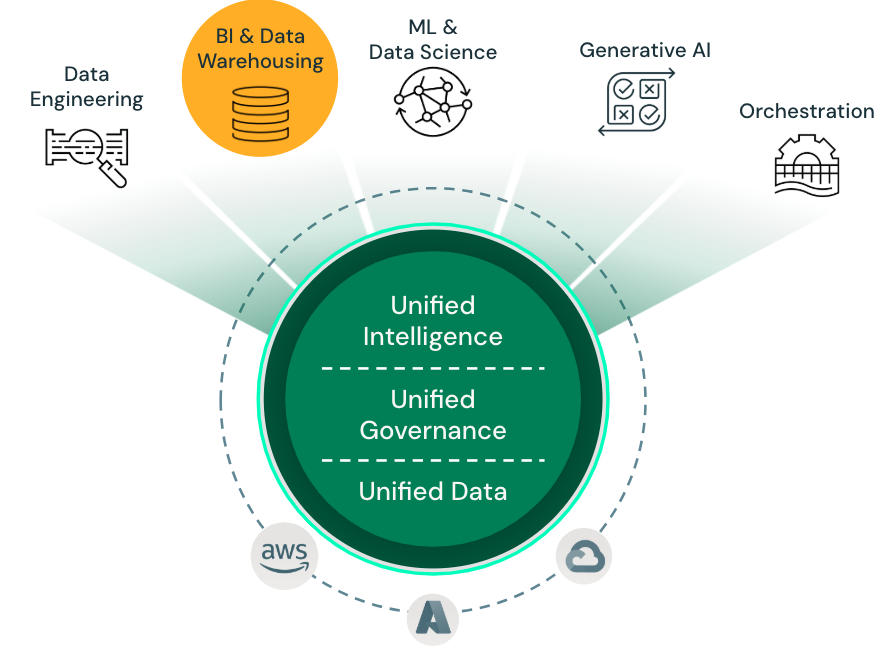 Data
Engineering
BI & Data
Warehousing
ML &
Data Science
Generative AI
Orchestration
Unified
Intelligence
Unified
Governance
Unified Data
aws